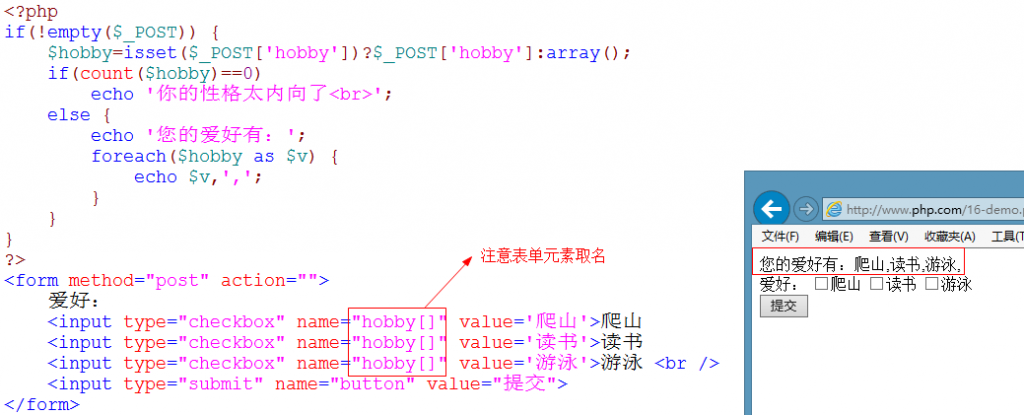 <?php
if(!empty($_POST)) {
    $hobby=isset($_POST['hobby'])?$_POST['hobby']:array();
    if(count($hobby)==0)
        echo '你的性格太内向了<br>';
    else {
        echo '您的爱好有：';
        foreach($hobby as $v) {
            echo $v,',';
        }
    }
}
?>
<form method="post" action="">
    爱好：
    <input type="checkbox" name="hobby[]" value='爬山'>爬山
    <input type="checkbox" name="hobby[]" value='读书'>读书
    <input type="checkbox" name="hobby[]" value='游泳'>游泳 <br />
    <input type="submit" name="button" value="提交">
</form>
注意表单元素取名
http://www.php.com/16-demo.p
文件(F) 编辑(E) 查看(V) 收藏夹(A) 工具(T
您的爱好有：爬山,读书,游泳,
爱好： 爬山 读书 游泳
提交